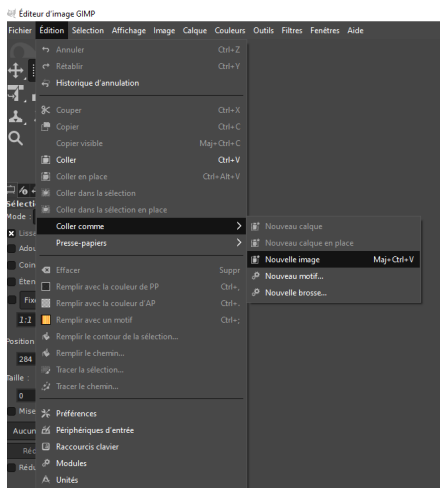 Éditeur d'image GIMP
Fichier Édition Sélection Affichage Image Calque Couleurs Outils Filtres Fenêtres Aide
Annuler Ctrl+Z
Rétablir Ctrl+Y
Historique d'annulation
Couper Ctrl+X
Copier Ctrl+C
Copier visible Maj+Ctrl+C
Coller Ctrl+V
Coller en place Ctrl+Alt+V
Coller dans la sélection
Sélecti
Coller dans la sélection en place
Mode :
Coller comme Nouveau calque
Lisse
Presse-papiers Nouveau calque en place
Adou
Nouvelle image Maj+Ctrl+V
Coin
Effacer Suppr Nouveau motif...
Éten
Remplir avec la couleur de PP Ctrl+,
Nouvelle brosse...
Fixe
Remplir avec la couleur d'AP Ctrl+.
1:1
Remplir avec un motif Ctrl+;
Remplir le contour de la sélection...
Position
Remplir le chemin...
284
Tracer la sélection...
Taille :
Tracer le chemin...
0
Mise
Préférences
Aucun
Périphériques d'entrée
Raccourcis clavier
Réc
Modules
Rédu
Unités